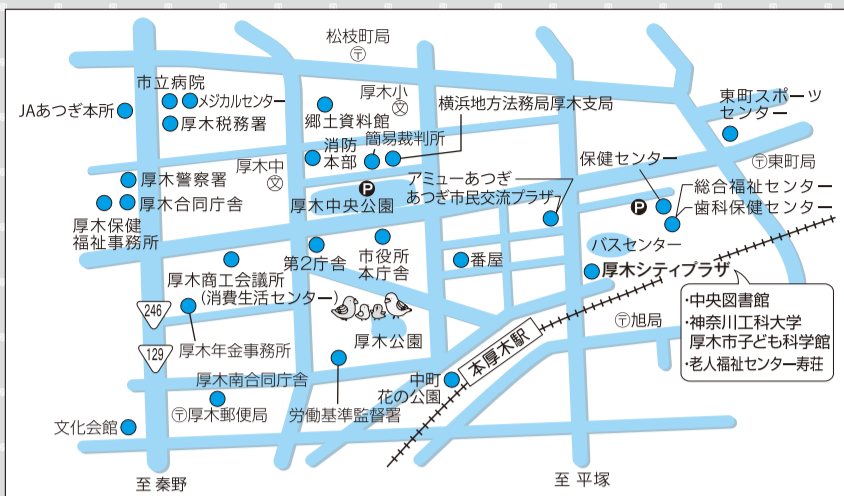 松枝町局
〒
市立病院
メジカルセンター
JAあつぎ本所
厚木税務署
厚木小
文
郷土資料館
横浜地方法務局厚木支局
簡易裁判所
消防
本部
東町スポーツ
センター
厚木中
文
保健センター
〒東町局
厚木警察署
厚木合同庁舎
厚木保健
福祉事務所
P
厚木中央公園
アミューあつぎ
あつぎ市民交流プラザ
P
総合福祉センター
歯科保健センター
バスセンター
第2庁舎
市役所
本庁舎
番屋
厚木シティプラザ
・中央図書館
・神奈川工科大学
厚木市子ども科学館
・老人福祉センター寿荘
厚木商工会議所
(消費生活センター)
246
129
厚木年金事務所
厚木公園
本厚木駅
〒旭局
厚木南合同庁舎
中町
花の公園
〒厚木郵便局
労働基準監督署
文化会館
至 秦野
至 平塚